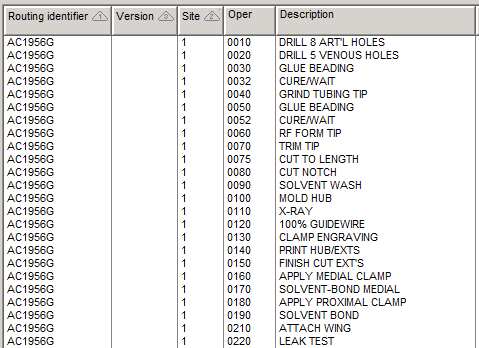 Routing identifier 1 Version 3 Site 2 Oper Description
AC1956G 1 0010 DRILL 8 ART'L HOLES
AC1956G 1 0020 DRILL 5 VENOUS HOLES
AC1956G 1 0030 GLUE BEADING
AC1956G 1 0032 CURE/WAIT
AC1956G 1 0040 GRIND TUBING TIP
AC1956G 1 0050 GLUE BEADING
AC1956G 1 0052 CURE/WAIT
AC1956G 1 0060 RF FORM TIP
AC1956G 1 0070 TRIM TIP
AC1956G 1 0075 CUT TO LENGTH
AC1956G 1 0080 CUT NOTCH
AC1956G 1 0090 SOLVENT WASH
AC1956G 1 0100 MOLD HUB
AC1956G 1 0110 X-RAY
AC1956G 1 0120 100% GUIDEWIRE
AC1956G 1 0130 CLAMP ENGRAVING
AC1956G 1 0140 PRINT HUB/EXTS
AC1956G 1 0150 FINISH CUT EXT'S
AC1956G 1 0160 APPLY MEDIAL CLAMP
AC1956G 1 0170 SOLVENT-BOND MEDIAL
AC1956G 1 0180 APPLY PROXIMAL CLAMP
AC1956G 1 0190 SOLVENT BOND
AC1956G 1 0210 ATTACH WING
AC1956G 1 0220 LEAK TEST